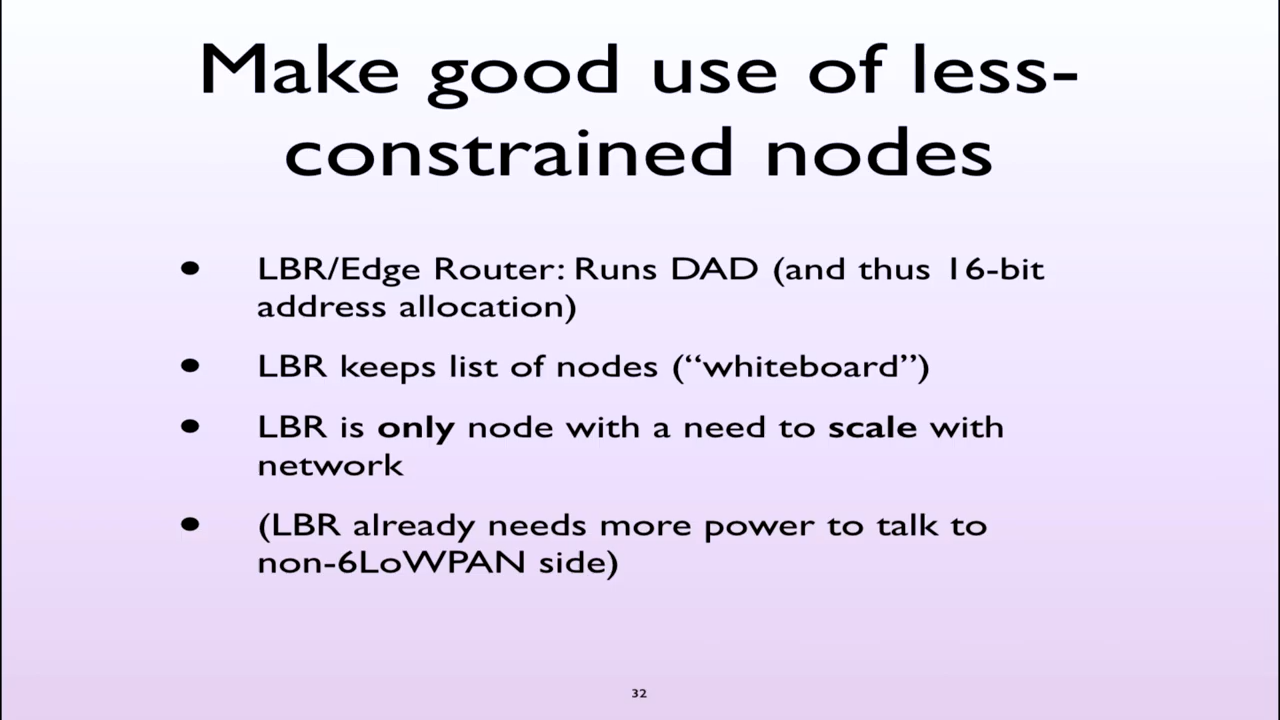 Make good use of less-
constrained nodes
• LBR/Edge Router: Runs DAD (and thus 16-bit
address allocation)
• LBR keeps list of nodes (“whiteboard”)
• LBR is only node with a need to scale with
network
• (LBR already needs more power to talk to
non-6LoWPAN side)
32